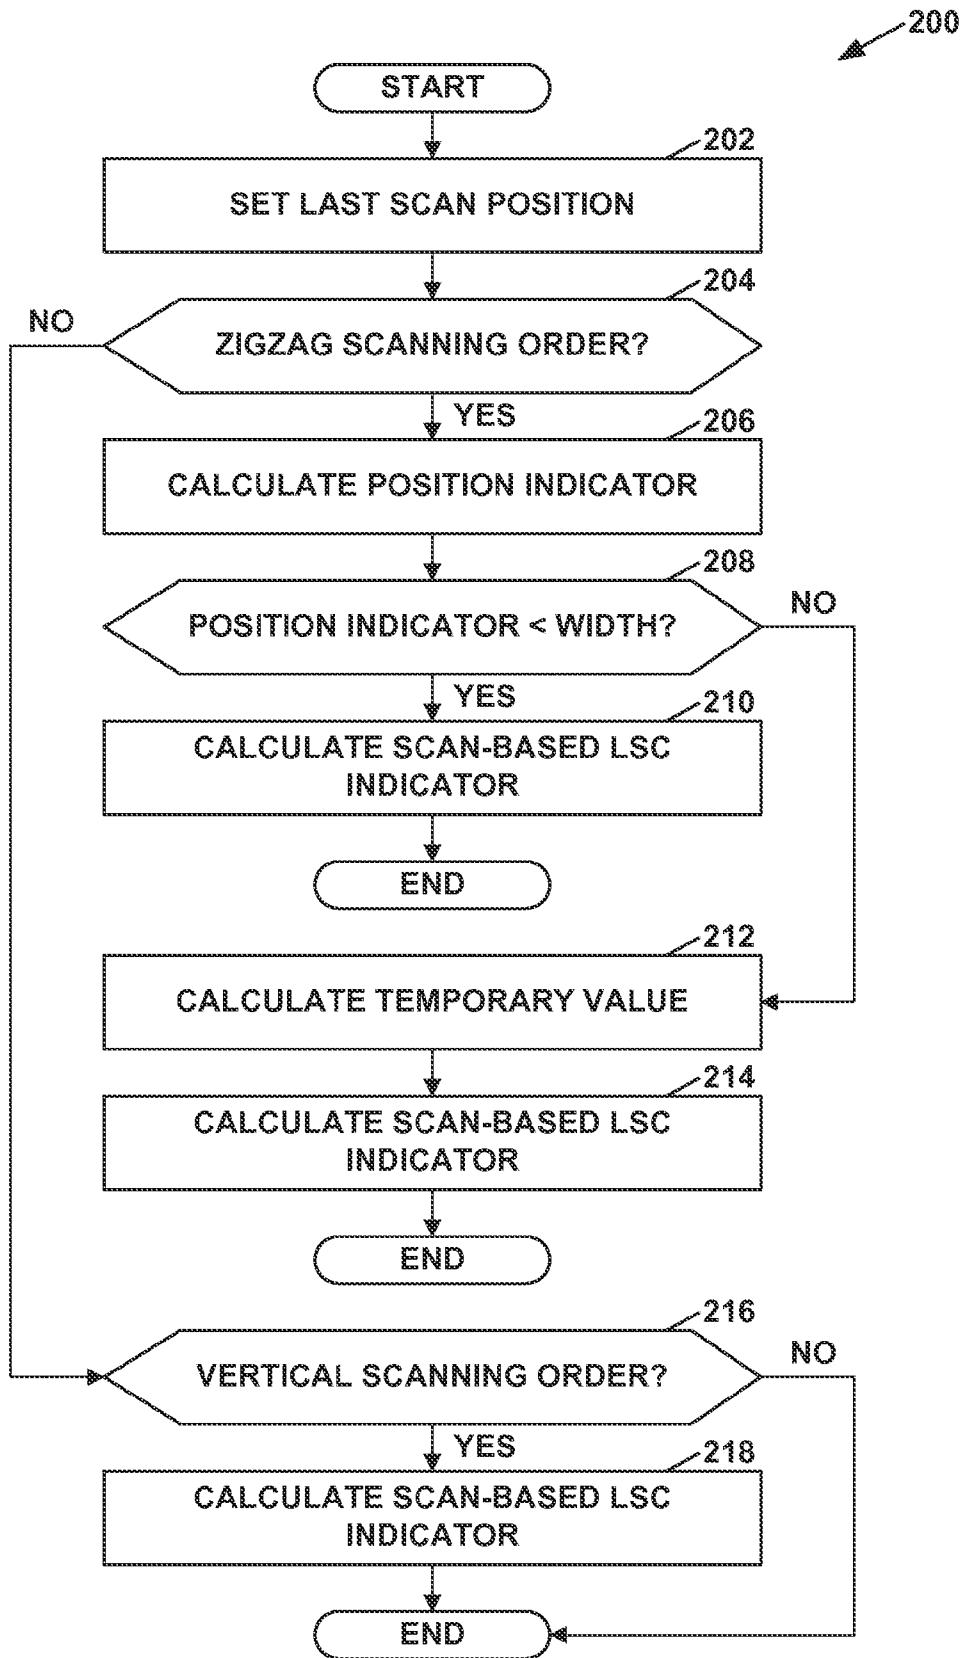 200
START
202
SET LAST SCAN POSITION
204
NO
ZIGZAG SCANNING ORDER?
YES
206
CALCULATE POSITION INDICATOR
208
NO
POSITION INDICATOR < WIDTH?
YES
210
CALCULATE SCAN-BASED LSC
INDICATOR
END
212
CALCULATE TEMPORARY VALUE
214
CALCULATE SCAN-BASED LSC
INDICATOR
END
216
NO
VERTICAL SCANNING ORDER?
YES
218
CALCULATE SCAN-BASED LSC
INDICATOR
END